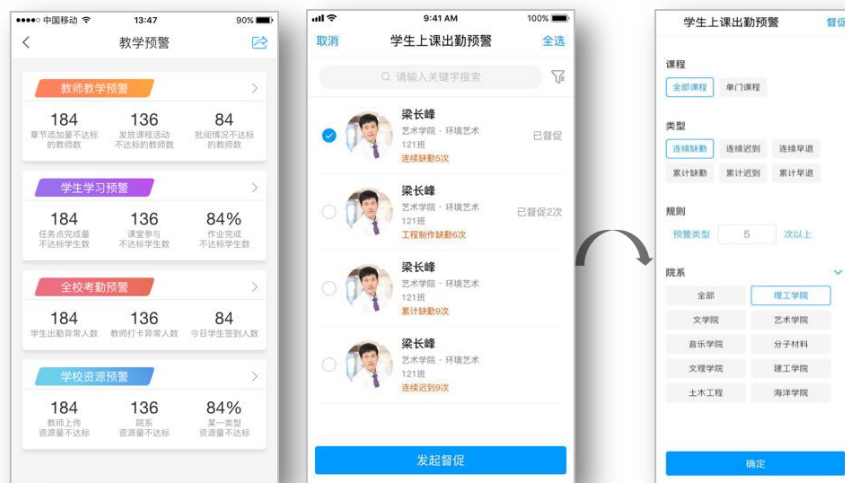 中国移动 13:47 90%
教学预警
教师教学预警
184 136 84
章节添加量不达标 发放课程活动 批阅情况不达标
的教师数 不达标的教师数 的教师数
学生学习预警
184 136 84%
任务点完成量 课堂参与 作业完成
不达标学生数 不达标学生数 不达标学生数
全校考勤预警
184 136 84
学生出勤异常人数 教师打卡异常人数 今日学生签到人数
学校资源预警
184 136 84%
教师上传 院系 某一类型
资源量不达标 资源量不达标 资源量不达标
9:41 AM 100%
取消 学生上课出勤预警 全选
请输入关键字搜索
梁长峰
艺术学院 · 环境艺术
121班
连续缺勤5次
已督促
梁长峰
艺术学院 · 环境艺术
121班
工程制作缺勤6次
已督促2次
梁长峰
艺术学院 · 环境艺术
121班
累计缺勤9次
梁长峰
艺术学院 · 环境艺术
121班
连续迟到9次
发起督促
学生上课出勤预警 督促
课程
全部课程 单门课程
类型
连续缺勤 连续迟到 连续早退
累计缺勤 累计迟到 累计早退
规则
预警类型 5 次以上
院系
全部 理工学院
文学院 艺术学院
音乐学院 分子材料
文理学院 建工学院
土木工程 海洋学院
确定